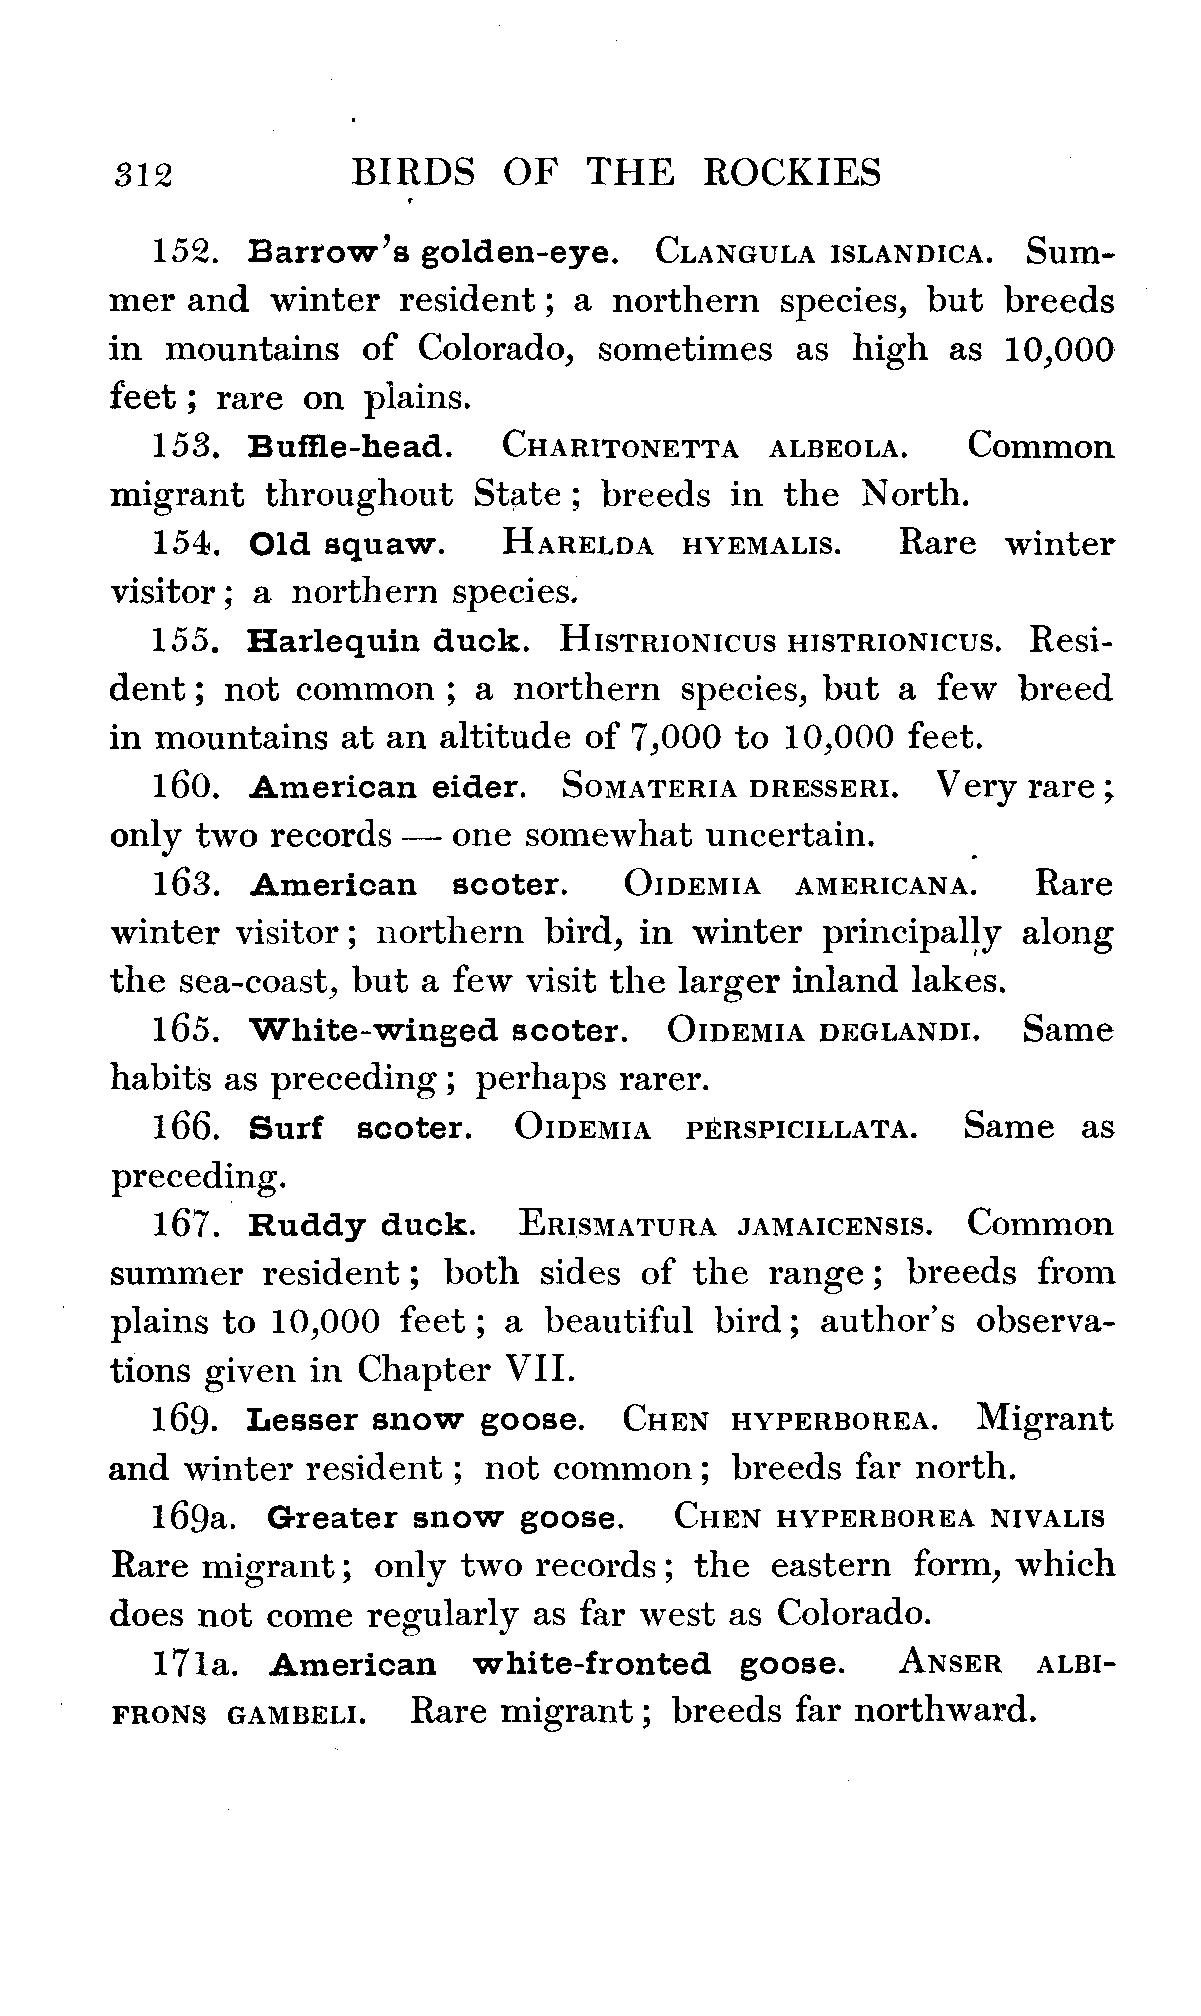 312 BIRDS OF THE ROCKIES
152. Barrow's golden-eye. CLANGULA ISLANDICA. Sum-
mer and winter resident; a northern species, but breeds
in mountains of Colorado, sometimes as high as 10,000
feet; rare on plains.
153. Buffle-head. CHARITONETTA ALBEOLA. Common
migrant throughout State; breeds in the North.
154. Old squaw. HARELDA HYEMALIS. Rare winter
visitor; a northern species.
155. Harlequin duck. HISTRIONICUS HISTRIONICUS. Resi-
dent; not common; a northern species, but a few breed
in mountains at an altitude of 7,000 to 10,000 feet.
160. American eider. SOMATERIA DRESSERI. Very rare;
only two records — one somewhat uncertain.
163. American scoter. OIDEMIA AMERICANA. Rare
winter visitor; northern bird, in winter principally along
the sea-coast, but a few visit the larger inland lakes.
165. White-winged scoter. OIDEMIA DEGLANDI. Same
habits as preceding; perhaps rarer.
166. Surf scoter. OIDEMIA PERSPICILLATA. Same as
preceding.
167. Ruddy duck. ERISMATURA JAMAICENSIS. Common
summer resident; both sides of the range; breeds from
plains to 10,000 feet; a beautiful bird; author's observa-
tions given in Chapter VII.
169. Lesser snow goose. CHEN HYPERBOREA. Migrant
and winter resident; not common; breeds far north.
169a. Greater snow goose. CHEN HYPERBOREA NIVALIS
Rare migrant; only two records; the eastern form, which
does not come regularly as far west as Colorado.
171a. American white-fronted goose. ANSER ALBI-
FRONS GAMBELI. Rare migrant; breeds far northward.